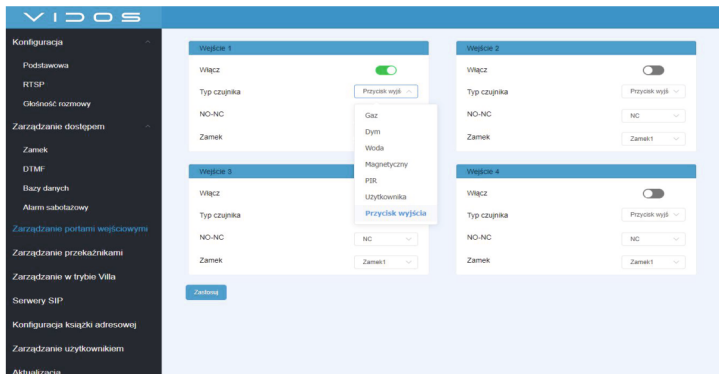 VIDOS
Konfiguracja
Podstawowa
RTSP
Głośność rozmowy
Zarządzanie dostępem
Zamek
DTMF
Bazy danych
Alarm sabotażowy
Zarządzanie portami wejściowymi
Zarządzanie przekaźnikami
Zarządzanie w trybie Villa
Serwery SIP
Konfiguracja książki adresowej
Zarządzanie użytkownikiem
Aktualizacja
Wejście 1
Włącz
Typ czujnika
Przycisk wyjś
NO-NC
Zamek
Gaz
Dym
Woda
Magnetyczny
PIR
Użytkownika
Przycisk wyjścia
Wejście 2
Włącz
Typ czujnika
Przycisk wyjś
NO-NC
NC
Zamek
Zamek1
Wejście 3
Włącz
Typ czujnika
NO-NC
NC
Zamek
Zamek1
Wejście 4
Włącz
Typ czujnika
Przycisk wyjś
NO-NC
NC
Zamek
Zamek1
Zastosuj